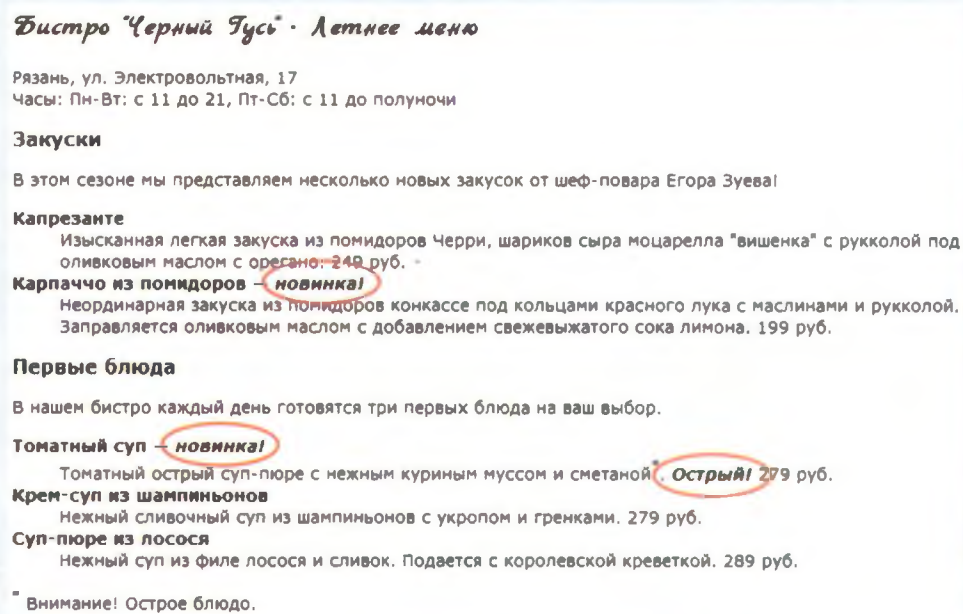 Бистро "Черный Гусь" · Летнее меню
Рязань, ул. Электровольтная, 17
Часы: Пн-Вт: с 11 до 21, Пт-Сб: с 11 до полуночи
Закуски
В этом сезоне мы представляем несколько новых закусок от шеф-повара Егора Зуева!
Капрезанте
Изысканная легкая закуска из помидоров Черри, шариков сыра моцарелла "вишенка" с рукколой под
оливковым маслом с орегано: 249 руб.
Карпаччо из помидоров — новинка!
Неординарная закуска из помидоров конкассе под кольцами красного лука с маслинами и рукколой.
Заправляется оливковым маслом с добавлением свежевыжатого сока лимона. 199 руб.
Первые блюда
В нашем бистро каждый день готовятся три первых блюда на ваш выбор.
Томатный суп — новинка!
Томатный острый суп-пюре с нежным куриным муссом и сметаной*. Острый! 279 руб.
Крем-суп из шампиньонов
Нежный сливочный суп из шампиньонов с укропом и гренками. 279 руб.
Суп-пюре из лосося
Нежный суп из филе лосося и сливок. Подается с королевской креветкой. 289 руб.
* Внимание! Острое блюдо.